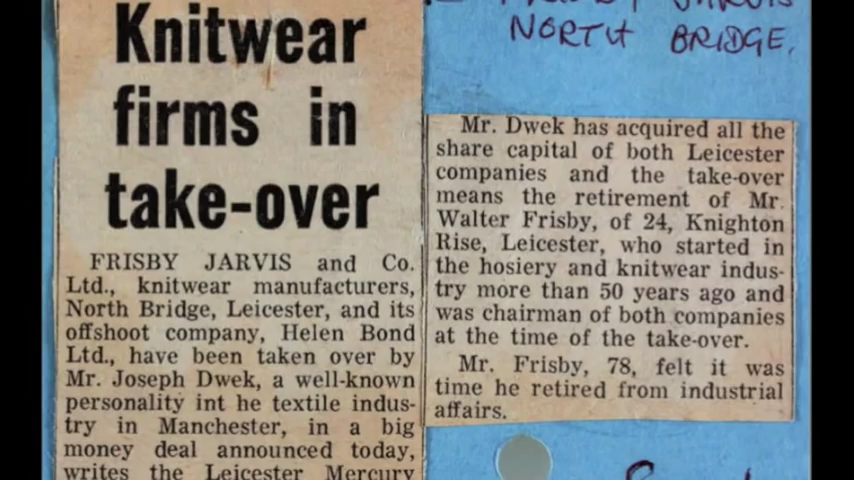 Knitwear
firms in
take-over
FRISBY JARVIS and Co.
Ltd., knitwear manufacturers,
North Bridge, Leicester, and its
offshoot company, Helen Bond
Ltd., have been taken over by
Mr. Joseph Dwek, a well-known
personality int he textile indus-
try in Manchester, in a big
money deal announced today,
writes the Leicester Mercury
NORTH BRIDGE.
Mr. Dwek has acquired all the
share capital of both Leicester
companies and the take-over
means the retirement of Mr.
Walter Frisby, of 24, Knighton
Rise, Leicester, who started in
the hosiery and knitwear indus-
try more than 50 years ago and
was chairman of both companies
at the time of the take-over.
Mr. Frisby, 78, felt it was
time he retired from industrial
affairs.